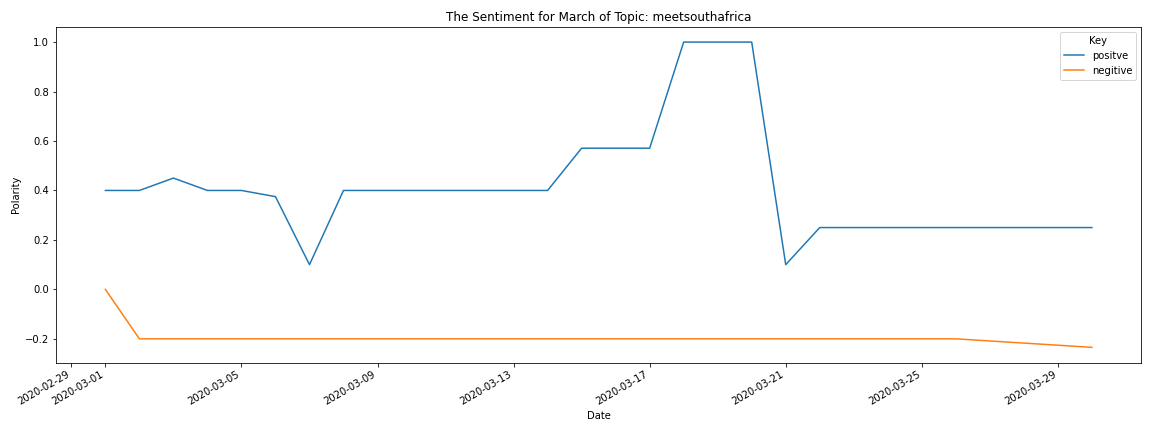 The Sentiment for March of Topic: meetsouthafrica
Key
positve
negitive
1.0
0.8
0.6
0.4
0.2
0.0
−0.2
Polarity
2020-02-29
2020-03-01
2020-03-05
2020-03-09
2020-03-13
2020-03-17
2020-03-21
2020-03-25
2020-03-29
Date